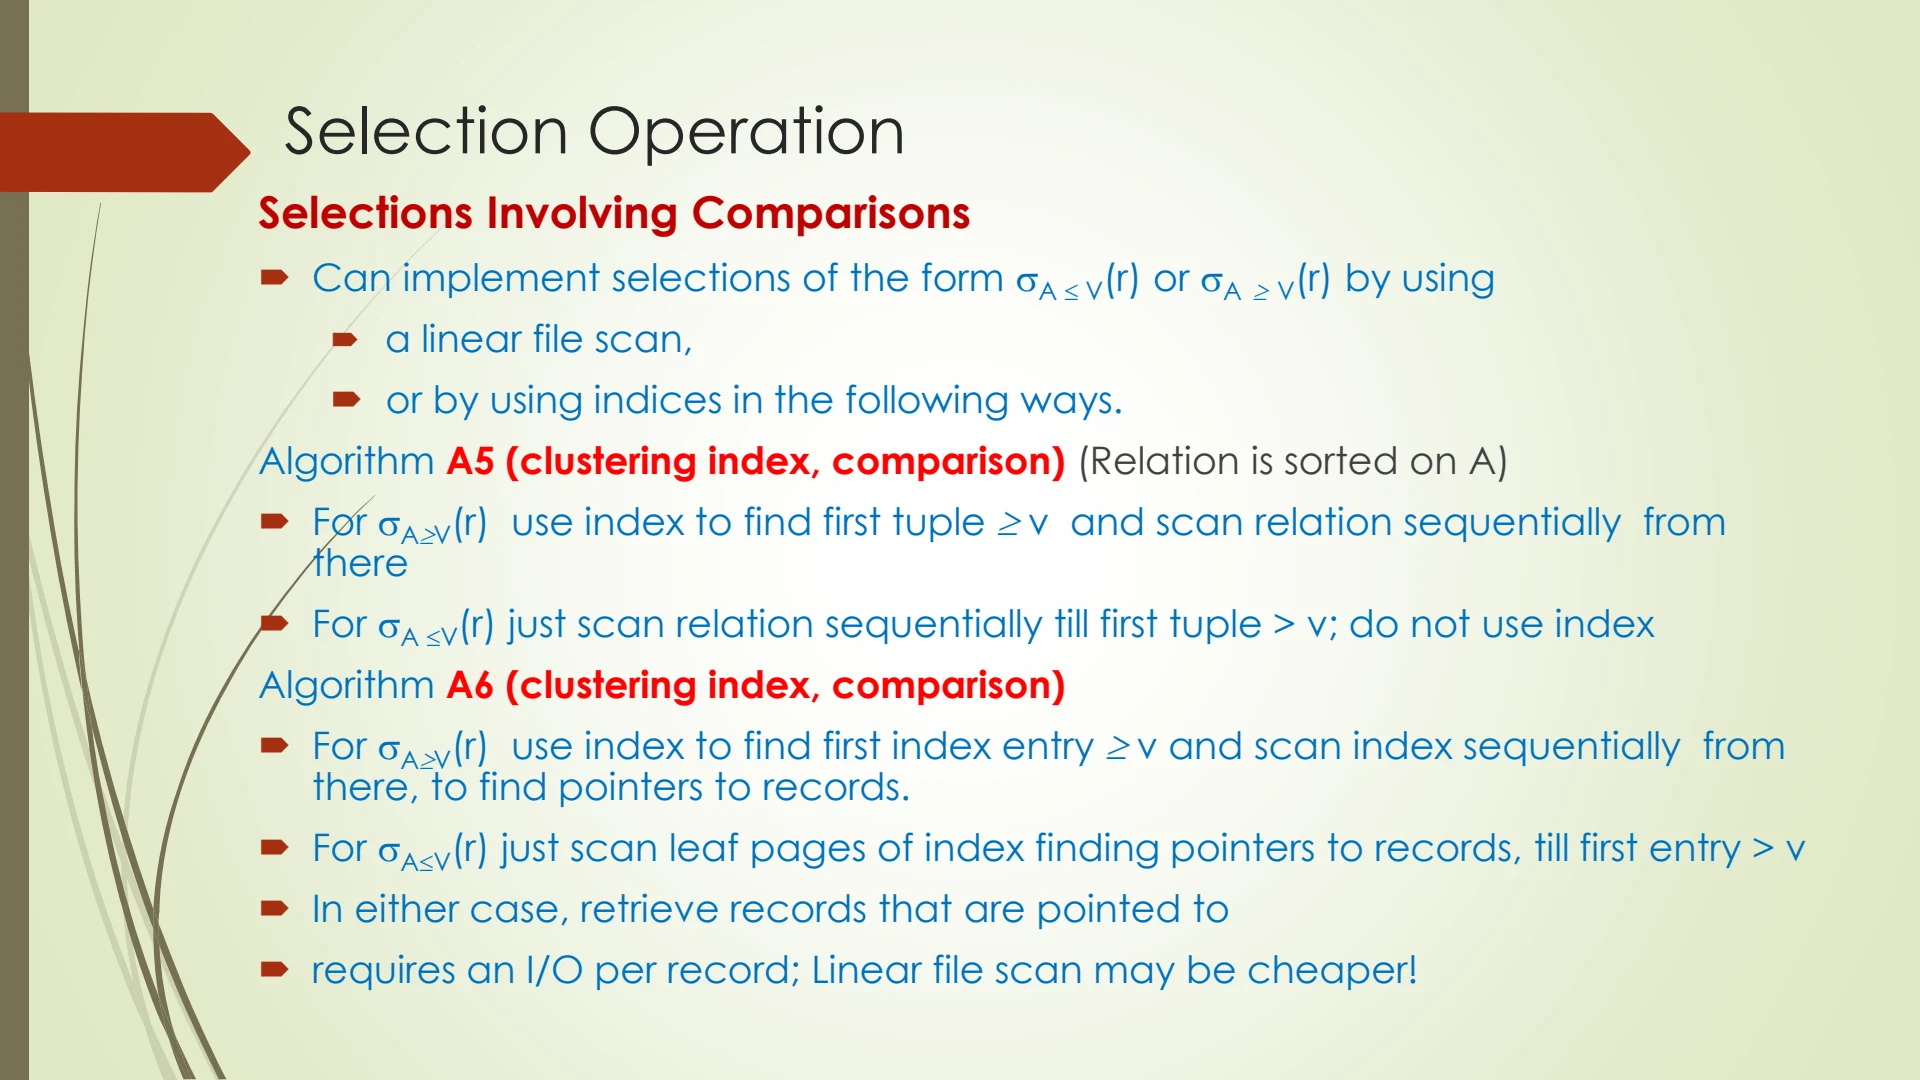 Selection Operation
Selections Involving Comparisons
Can implement selections of the form σA ≤ V(r) or σA ≥ V(r) by using
a linear file scan,
or by using indices in the following ways.
Algorithm A5 (clustering index, comparison) (Relation is sorted on A)
For σA≥V(r) use index to find first tuple ≥ v and scan relation sequentially from
there
For σA ≤V(r) just scan relation sequentially till first tuple > v; do not use index
Algorithm A6 (clustering index, comparison)
For σA≥V(r) use index to find first index entry ≥ v and scan index sequentially from
there, to find pointers to records.
For σA≤V(r) just scan leaf pages of index finding pointers to records, till first entry > v
In either case, retrieve records that are pointed to
requires an I/O per record; Linear file scan may be cheaper!